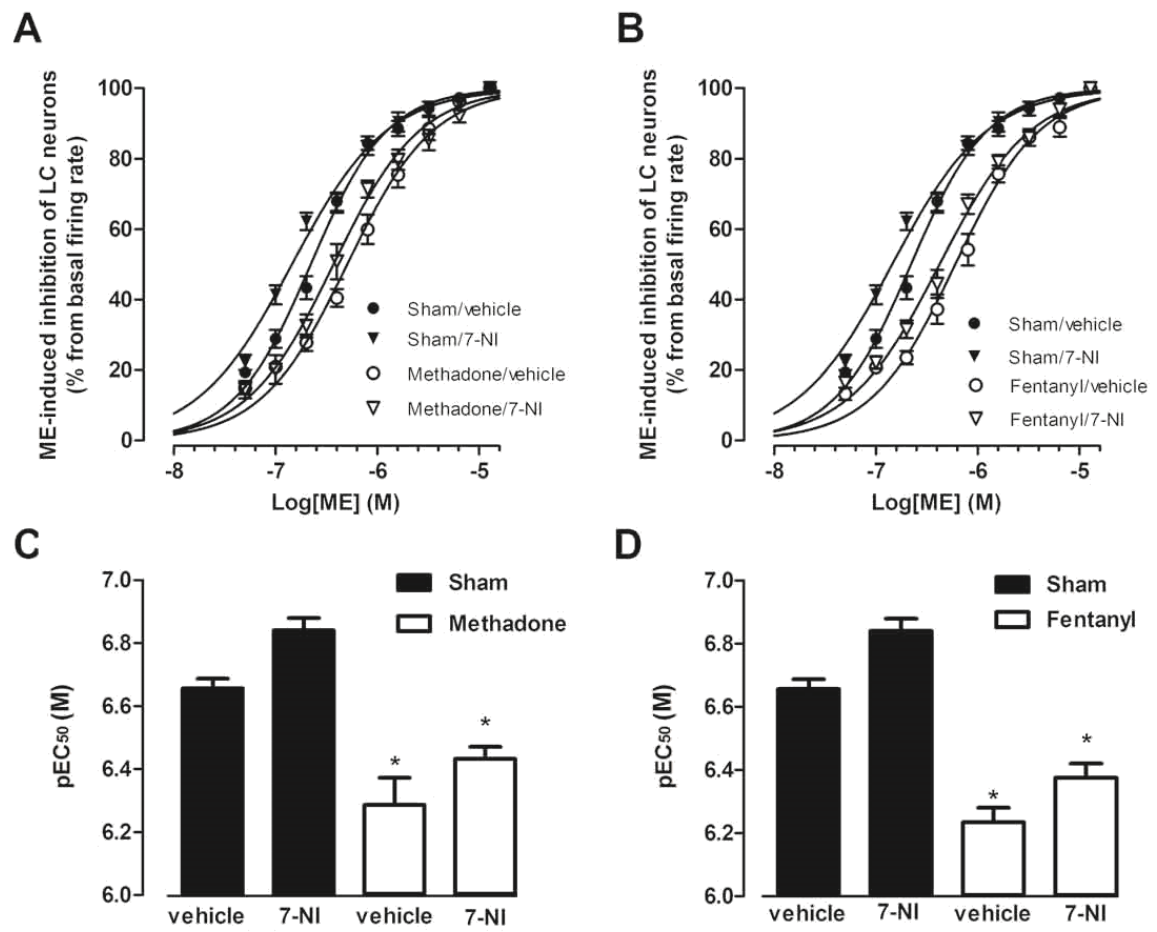 A
ME-induced inhibition of LC neurons
(% from basal firing rate)
100
80
60
40
20
0
-8
-7
-6
-5
Log[ME] (M)
Sham/vehicle
Sham/7-NI
Methadone/vehicle
Methadone/7-NI
B
ME-induced inhibition of LC neurons
(% from basal firing rate)
100
80
60
40
20
0
-8
-7
-6
-5
Log[ME] (M)
Sham/vehicle
Sham/7-NI
Fentanyl/vehicle
Fentanyl/7-NI
C
pEC50 (M)
7.0
6.8
6.6
6.4
6.2
6.0
Sham
Methadone
*
*
vehicle
7-NI
vehicle
7-NI
D
pEC50 (M)
7.0
6.8
6.6
6.4
6.2
6.0
Sham
Fentanyl
*
*
vehicle
7-NI
vehicle
7-NI